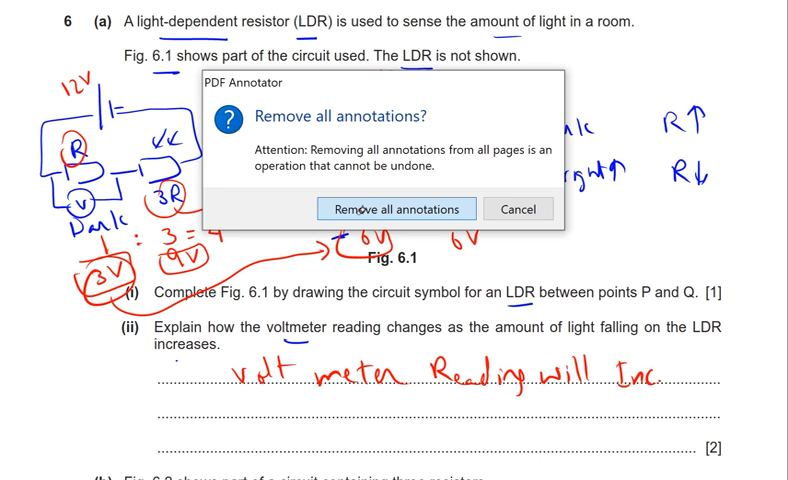 6 (a) A light-dependent resistor (LDR) is used to sense the amount of light in a room.
Fig. 6.1 shows part of the circuit used. The LDR is not shown.
12V
PDF Annotator
Remove all annotations?
Attention: Removing all annotations from all pages is an
operation that cannot be undone.
Remove all annotations
Cancel
R↑
R↓
R
V
3R
Dark
1 : 3 = 4
3V 9V
6V 6V
Fig. 6.1
(i) Complete Fig. 6.1 by drawing the circuit symbol for an LDR between points P and Q. [1]
(ii) Explain how the voltmeter reading changes as the amount of light falling on the LDR
increases.
Volt meter Reading will Inc.
[2]